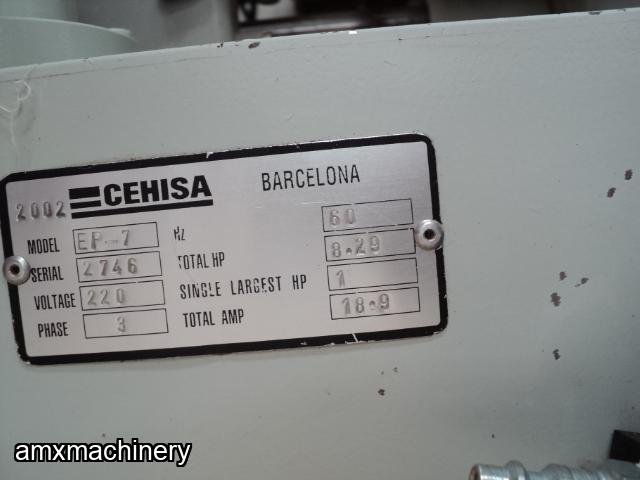 2002 CEHISA BARCELONA
MODEL EP-7 HZ 60
SERIAL 2746 TOTAL HP 8.29
VOLTAGE 220 SINGLE LARGEST HP 1
PHASE 3 TOTAL AMP 18.9
amxmachinery